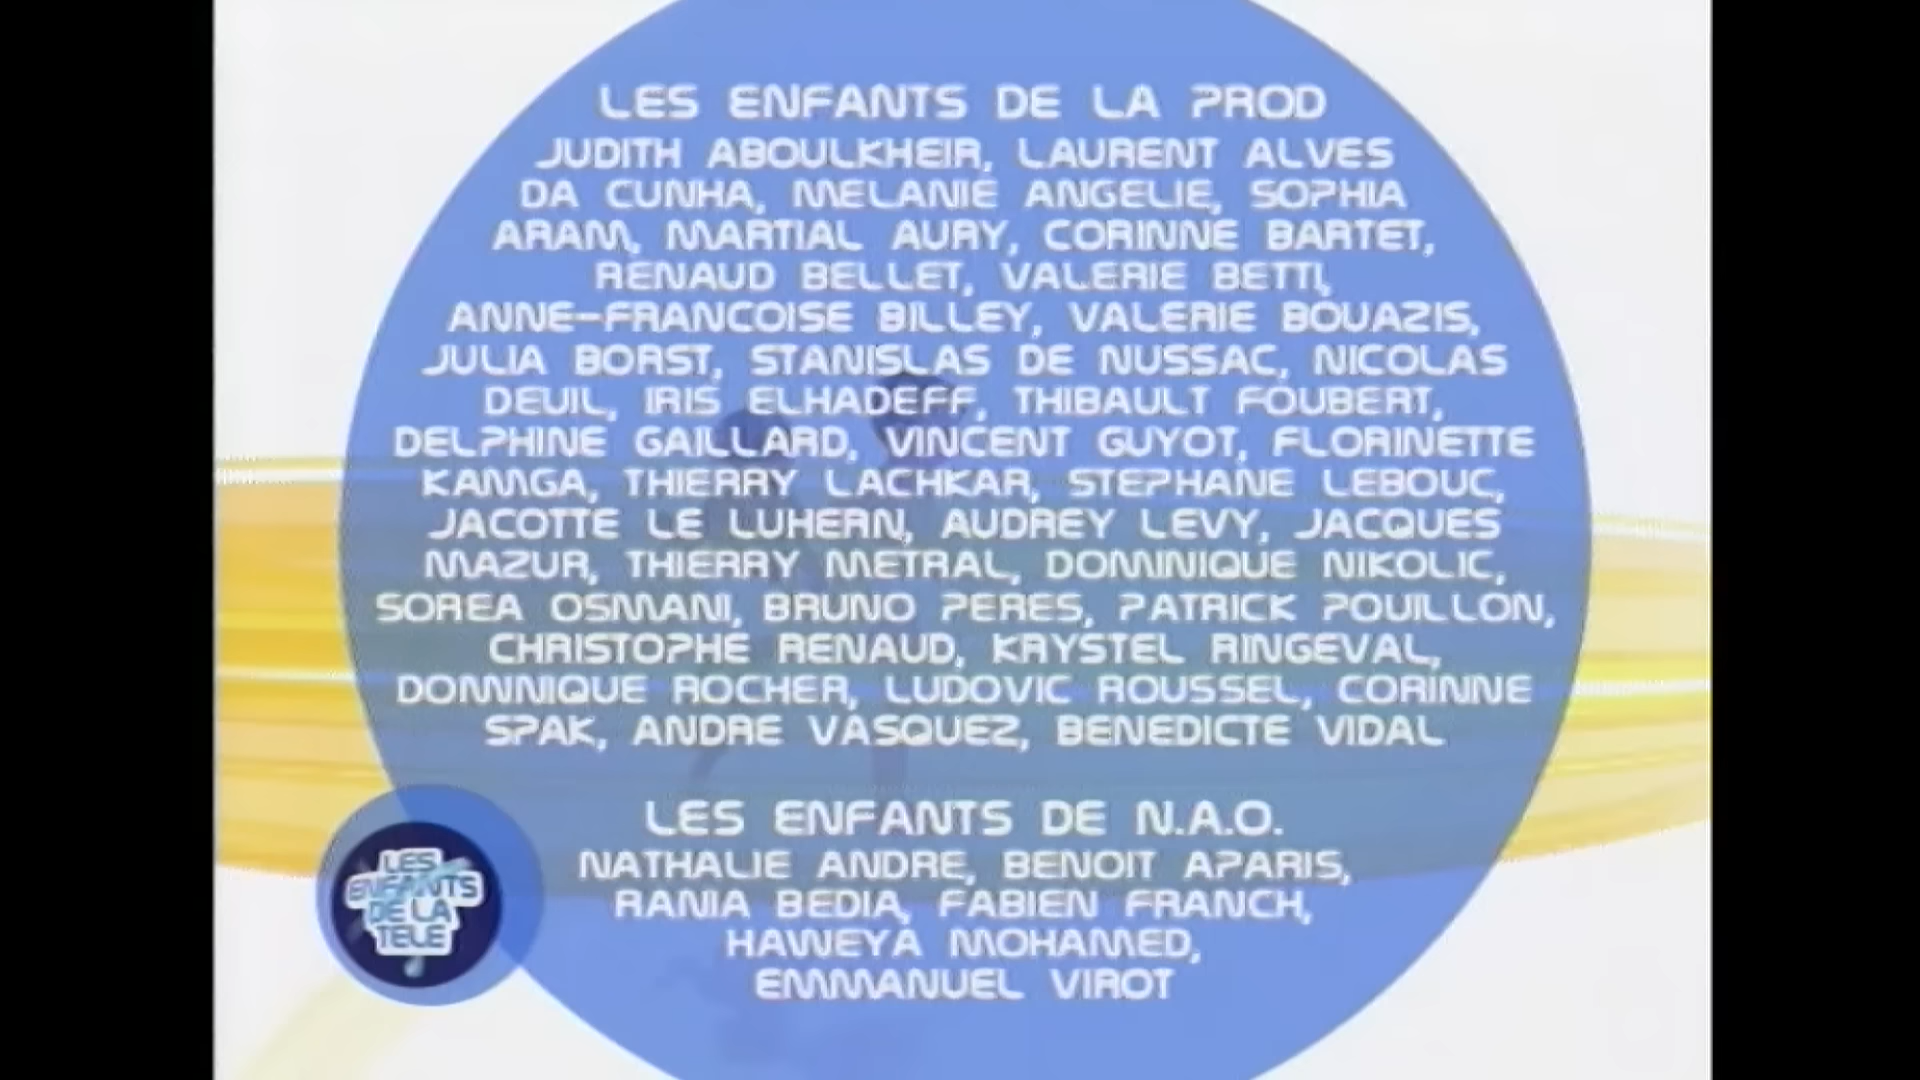 LES ENFANTS DE LA PROD
JUDITH ABOULKHEIR, LAURENT ALVES
DA CUNHA, MELANIE ANGELIE, SOPHIA
ARAM, MARTIAL AURY, CORINNE BARTET,
RENAUD BELLET, VALERIE BETTI,
ANNE-FRANCOISE BILLEY, VALERIE BOUAZIS,
JULIA BORST, STANISLAS DE NUSSAC, NICOLAS
DEUIL, IRIS ELHADEFF, THIBAULT FOUBERT,
DELPHINE GAILLARD, VINCENT GUYOT, FLORINETTE
KAMGA, THIERRY LACHKAR, STEPHANE LEBOUC,
JACOTTE LE LUHERN, AUDREY LEVY, JACQUES
MAZUR, THIERRY METRAL, DOMINIQUE NIKOLIC,
SOREA OSMANI, BRUNO PERES, PATRICK POUILLON,
CHRISTOPHE RENAUD, KRYSTEL RINGEVAL,
DOMINIQUE ROCHER, LUDOVIC ROUSSEL, CORINNE
SPAK, ANDRE VASQUEZ, BENEDICTE VIDAL
LES ENFANTS DE N.A.O.
NATHALIE ANDRE, BENOIT APARIS,
RANIA BEDIA, FABIEN FRANCH,
HAWEYA MOHAMED,
EMMANUEL VIROT
LES
ENFANTS
DE LA
TELE